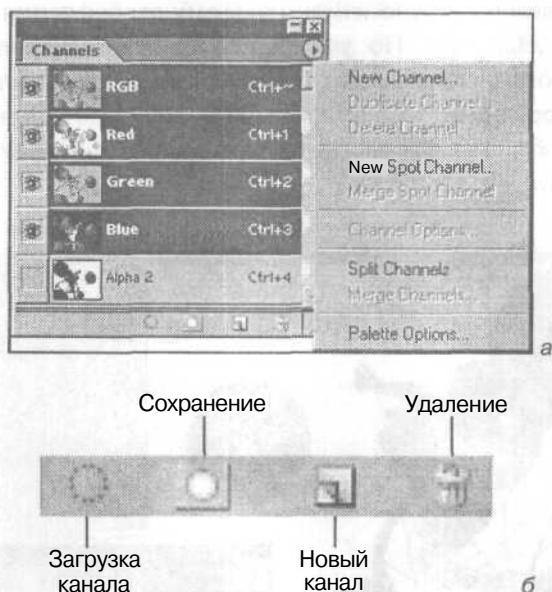 Channels
RGB Ctrl+~
Red Ctrl+1
Green Ctrl+2
Blue Ctrl+3
Alpha 2 Ctrl+4
New Channel...
Duplicate Channel...
Delete Channel
New Spot Channel..
Merge Spot Channel
Channel Options...
Split Channels
Merge Channels...
Palette Options...
а
Сохранение
Удаление
Загрузка
канала
Новый
канал
б